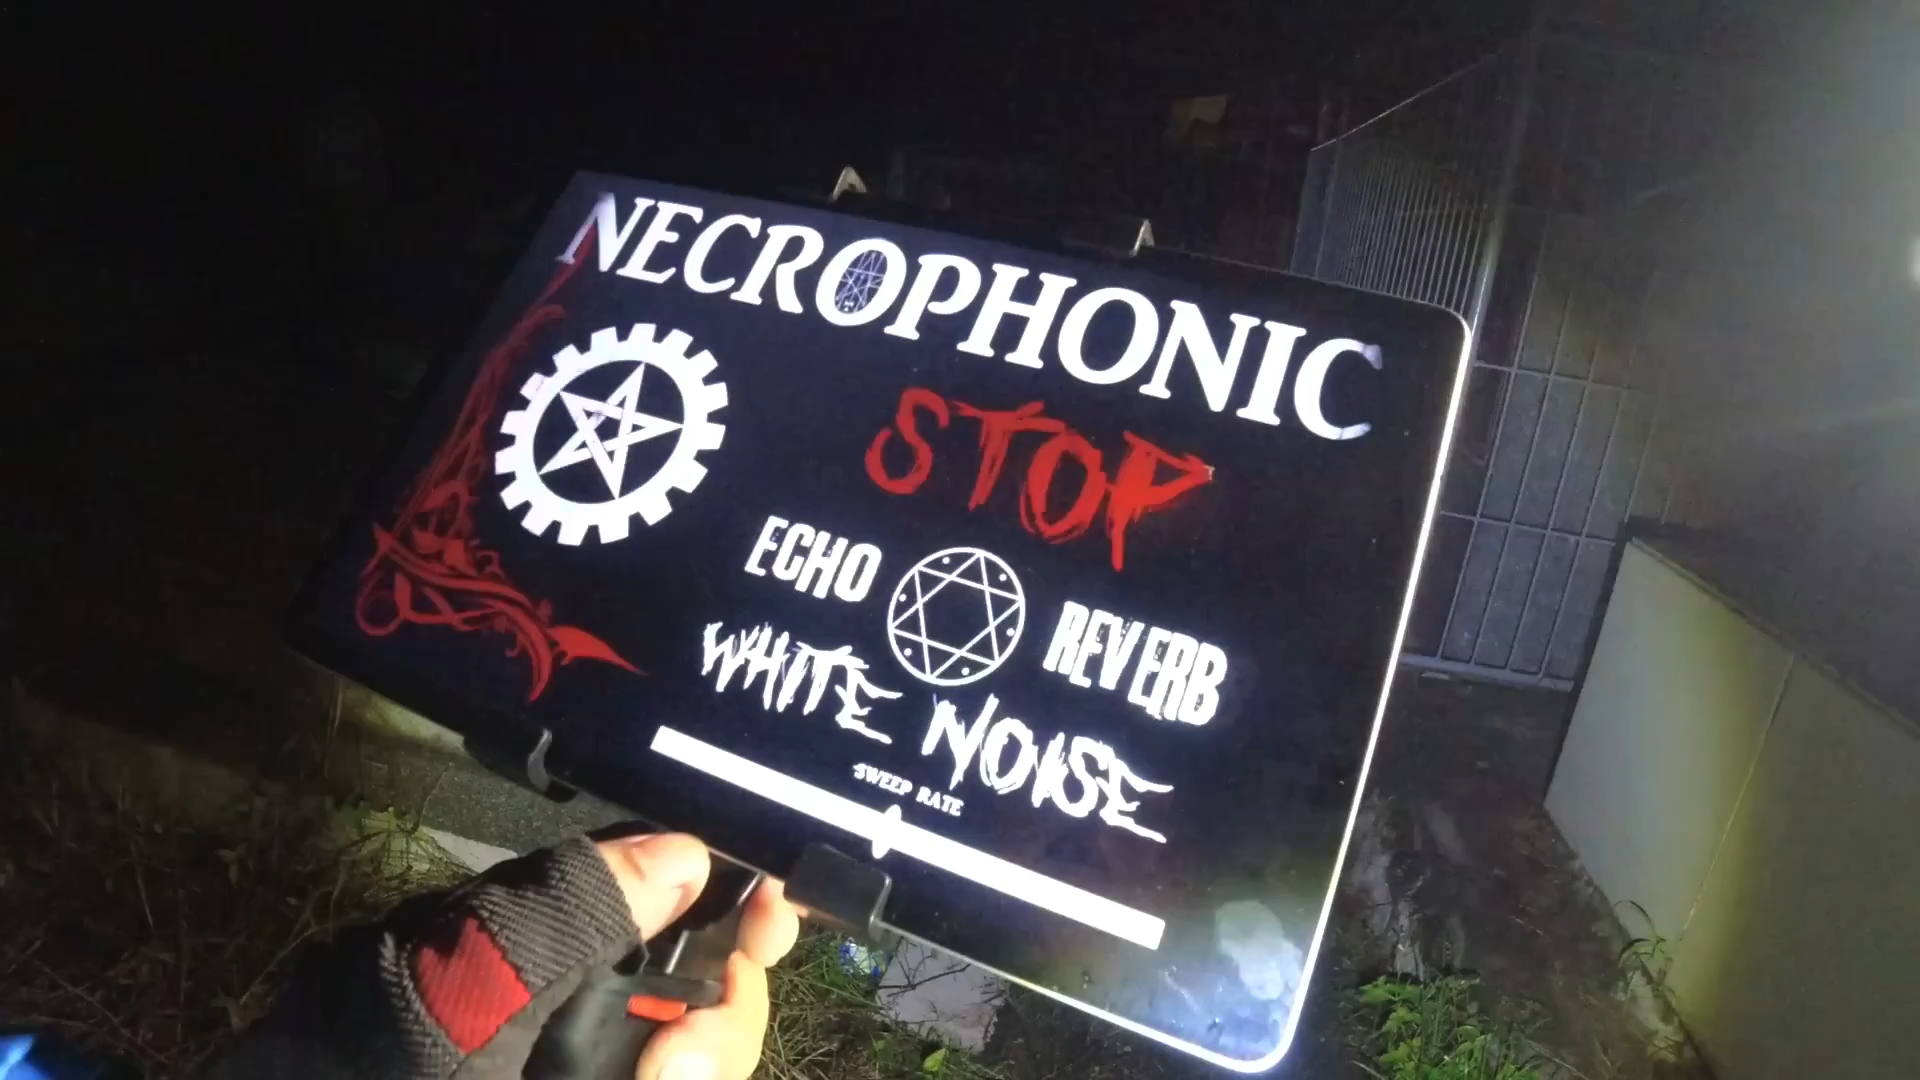 NECROPHONIC
STOP
ECHO REVERB
WHITE NOISE
SWEEP RATE